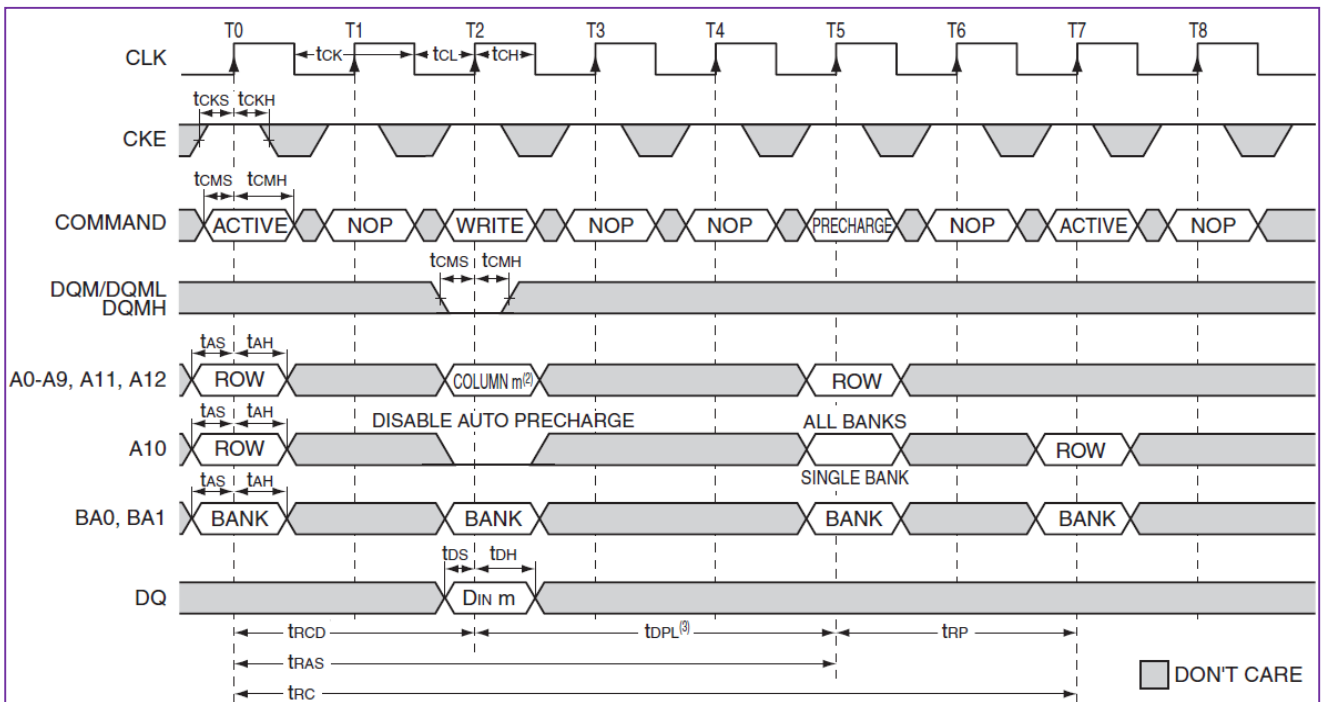 T0 T1 T2 T3 T4 T5 T6 T7 T8
CLK tCK tCL tCH
tCKS tCKH
CKE
tCMS tCMH
COMMAND ACTIVE NOP WRITE NOP NOP PRECHARGE NOP ACTIVE NOP
tCMS tCMH
DQM/DQML
DQMH
tAS tAH
A0-A9, A11, A12 ROW COLUMN m(2) ROW
tAS tAH DISABLE AUTO PRECHARGE ALL BANKS
A10 ROW ROW
tAS tAH SINGLE BANK
BA0, BA1 BANK BANK BANK BANK
tDS tDH
DQ DIN m
tRCD tDPL(3) tRP
tRAS
DON'T CARE
tRC